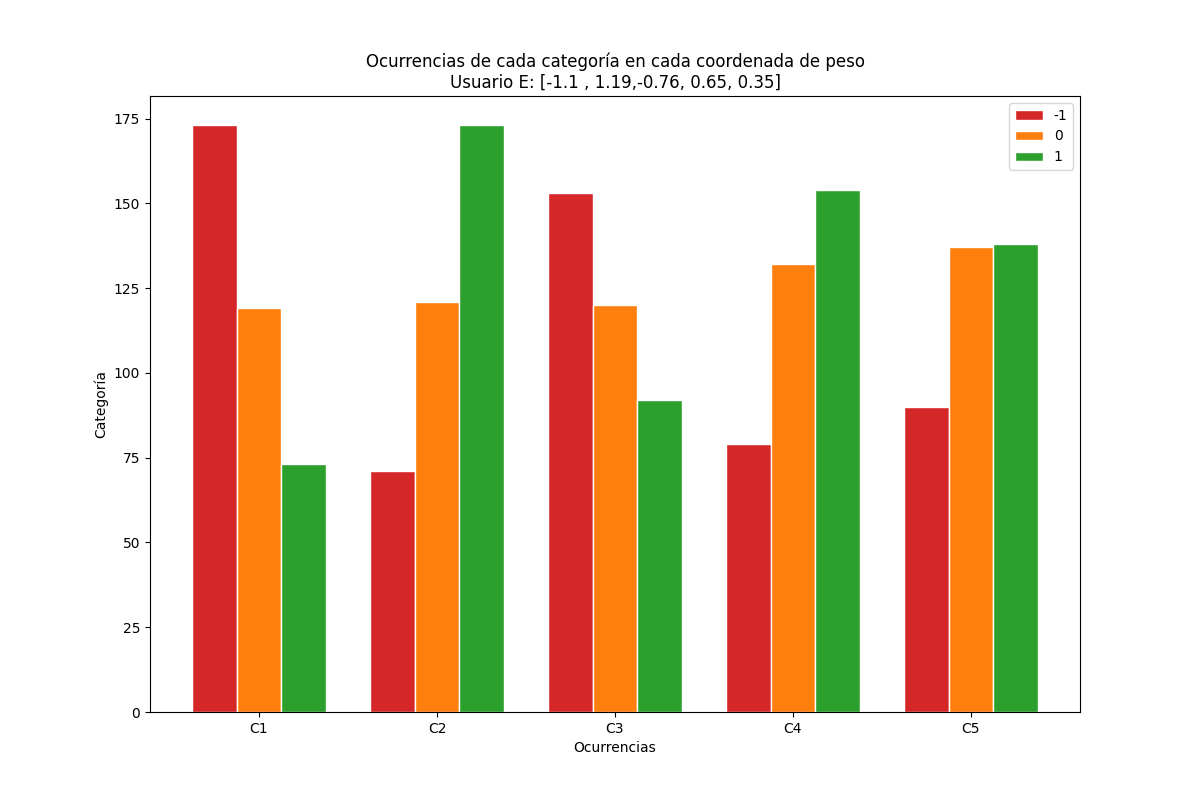 Ocurrencias de cada categoría en cada coordenada de peso
Usuario E: [-1.1 , 1.19,-0.76, 0.65, 0.35]
-1
0
1
175
150
125
100
75
50
25
0
Categoría
C1 C2 C3 C4 C5
Ocurrencias